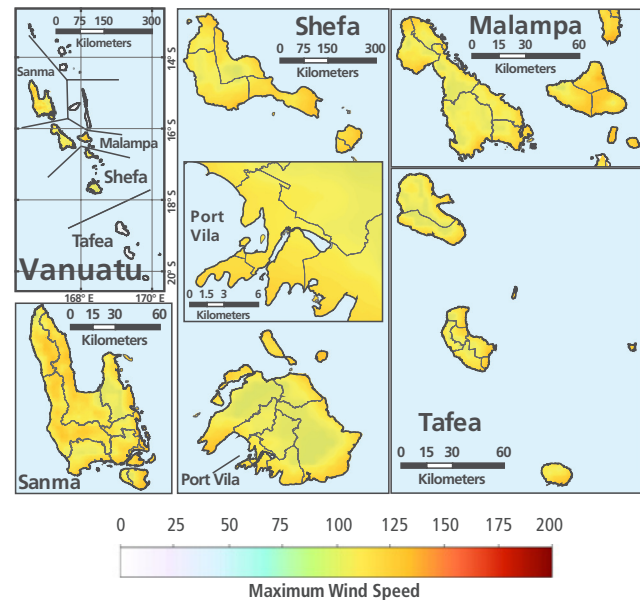 0 75 150 300
Kilometers
14° S
16° S
18° S
20° S
Sanma
Malampa
Shefa
Tafea
Vanuatu
168° E 170° E
Shefa
0 75 150 300
Kilometers
Malampa
0 15 30 60
Kilometers
Port
Vila
0 1.5 3 6
Kilometers
0 15 30 60
Kilometers
Sanma
Port Vila
Tafea
0 15 30 60
Kilometers
0 25 50 75 100 125 150 175 200
Maximum Wind Speed